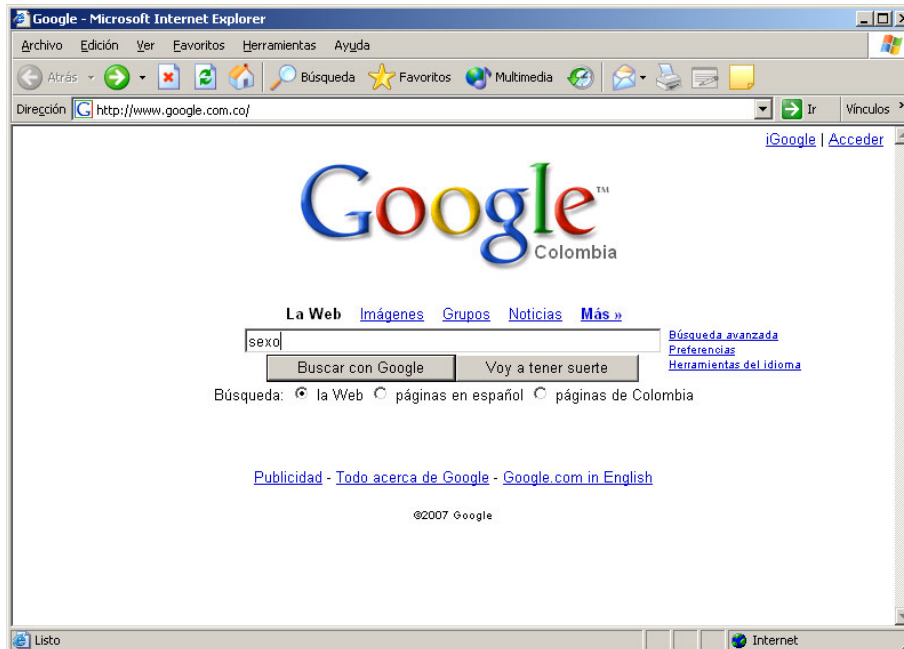 Google - Microsoft Internet Explorer
Archivo Edición Ver Favoritos Herramientas Ayuda
Atrás Búsqueda Favoritos Multimedia
Dirección G http://www.google.com.co/ Ir Vínculos »
iGoogle | Acceder
Google™
Colombia
La Web Imágenes Grupos Noticias Más »
sexo
Búsqueda avanzada
Preferencias
Herramientas del idioma
Buscar con Google Voy a tener suerte
Búsqueda: la Web páginas en español páginas de Colombia
Publicidad - Todo acerca de Google - Google.com in English
©2007 Google
Listo Internet